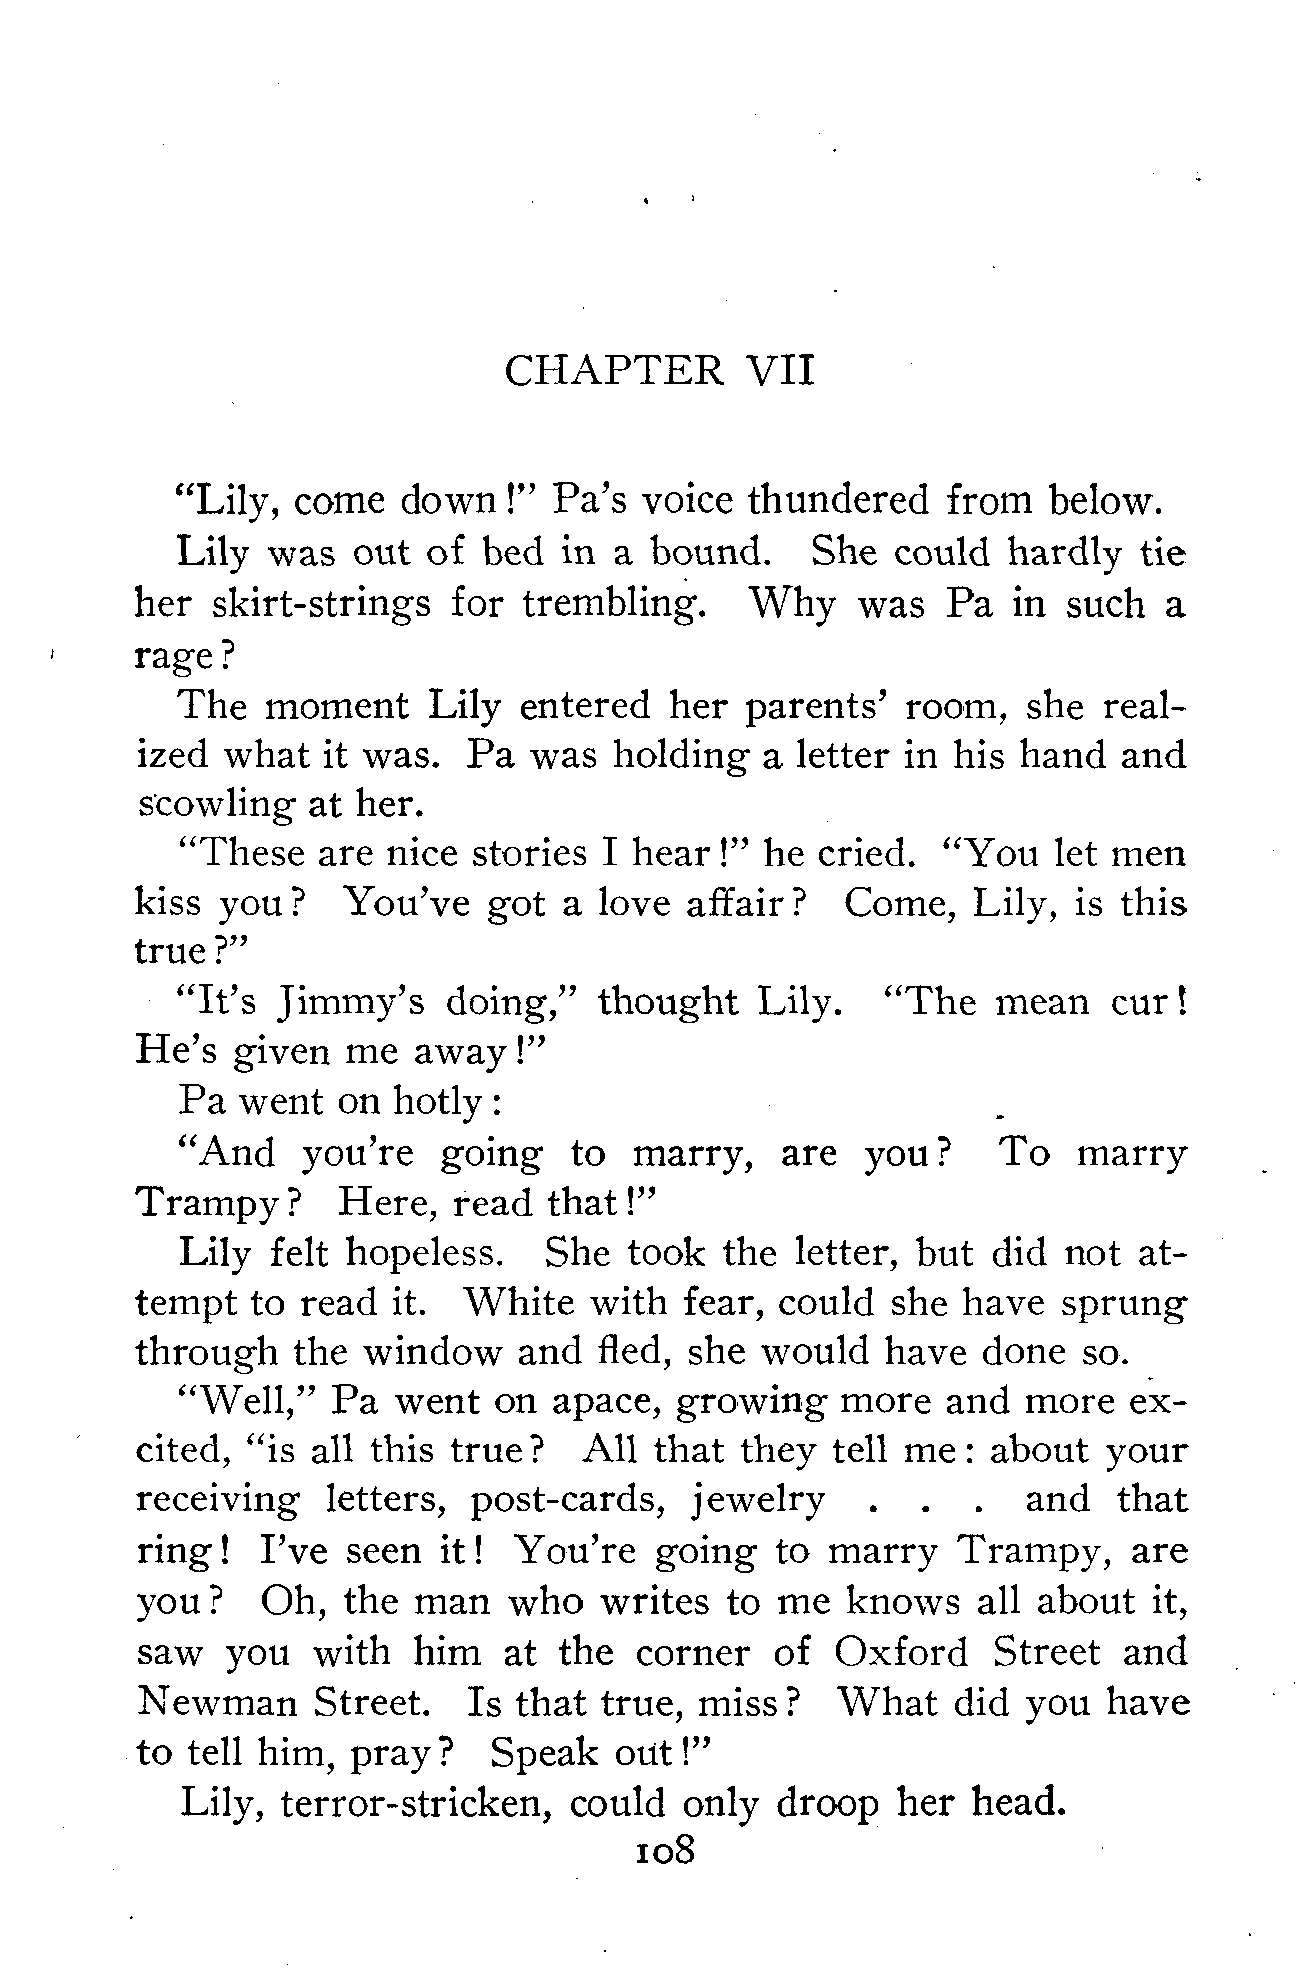 CHAPTER VII
"Lily, come down!" Pa's voice thundered from below.
Lily was out of bed in a bound. She could hardly tie
her skirt-strings for trembling. Why was Pa in such a
rage?
The moment Lily entered her parents' room, she real-
ized what it was. Pa was holding a letter in his hand and
scowling at her.
"These are nice stories I hear!" he cried. "You let men
kiss you? You've got a love affair? Come, Lily, is this
true?"
"It's Jimmy's doing," thought Lily. "The mean cur!
He's given me away!"
Pa went on hotly:
"And you're going to marry, are you? To marry
Trampy? Here, read that!"
Lily felt hopeless. She took the letter, but did not at-
tempt to read it. White with fear, could she have sprung
through the window and fled, she would have done so.
"Well," Pa went on apace, growing more and more ex-
cited, "is all this true? All that they tell me: about your
receiving letters, post-cards, jewelry . . . and that
ring! I've seen it! You're going to marry Trampy, are
you? Oh, the man who writes to me knows all about it,
saw you with him at the corner of Oxford Street and
Newman Street. Is that true, miss? What did you have
to tell him, pray? Speak out!"
Lily, terror-stricken, could only droop her head.
108